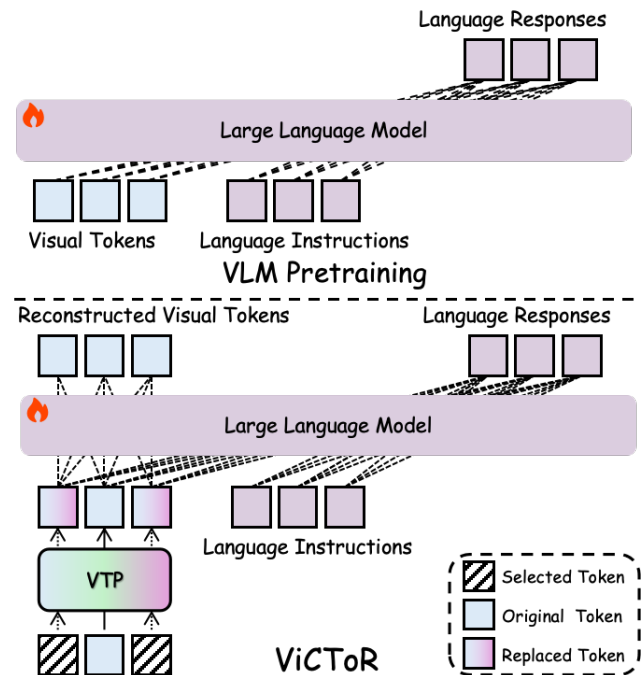 Language Responses
Large Language Model
Visual Tokens
Language Instructions
VLM Pretraining
Reconstructed Visual Tokens
Language Responses
Large Language Model
Language Instructions
VTP
Selected Token
Original Token
Replaced Token
ViCToR